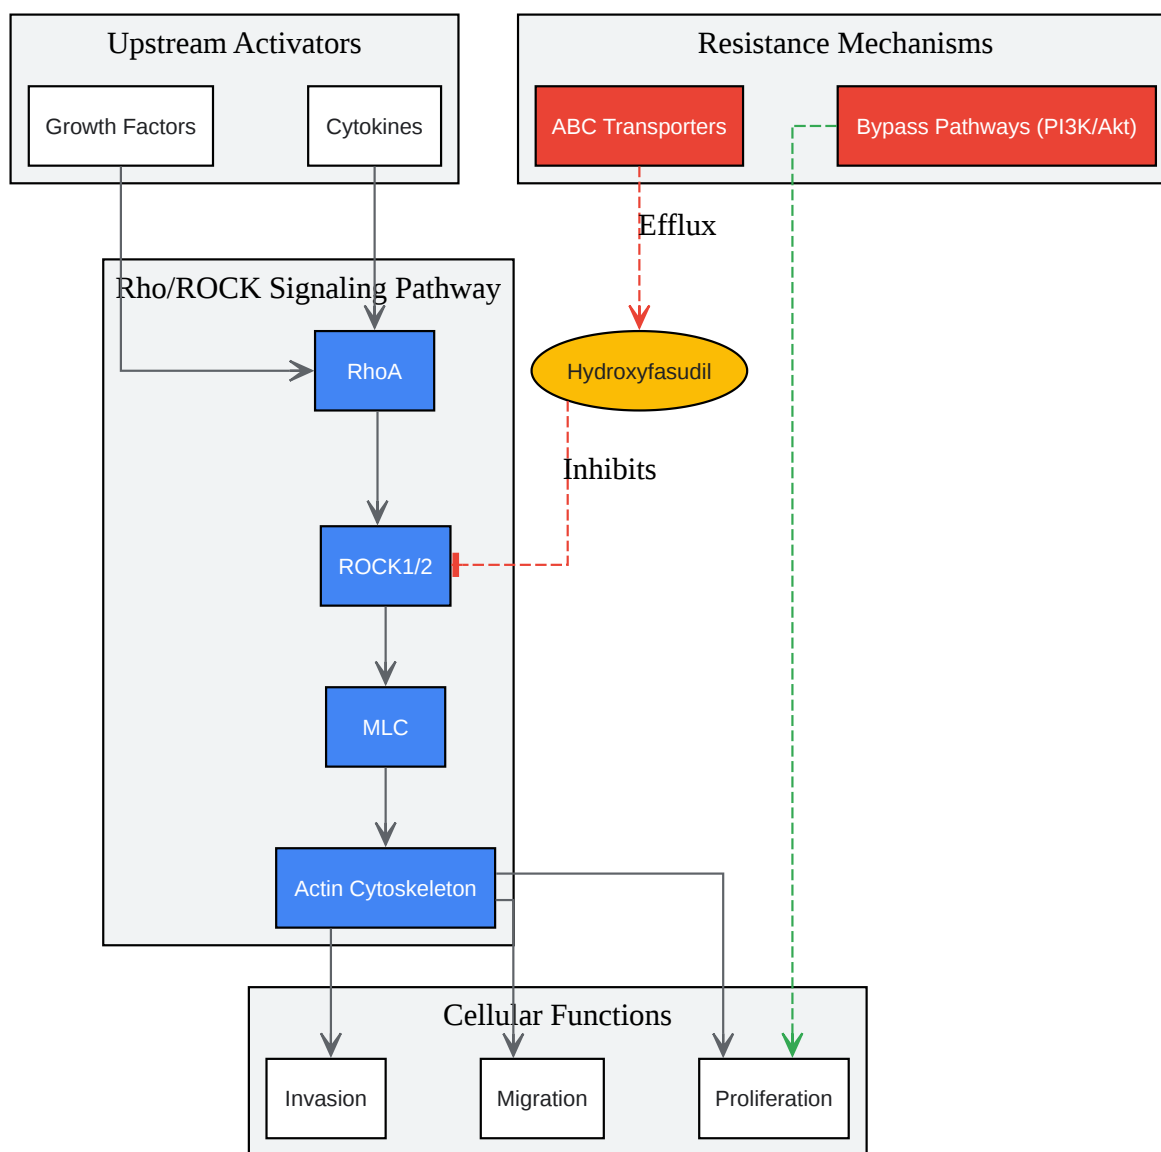 Upstream Activators
Resistance Mechanisms
Growth Factors
Cytokines
ABC Transporters
Bypass Pathways (PI3K/Akt)
Efflux
Rho/ROCK Signaling Pathway
RhoA
Hydroxyfasudil
Inhibits
ROCK1/2
MLC
Actin Cytoskeleton
Cellular Functions
Invasion
Migration
Proliferation